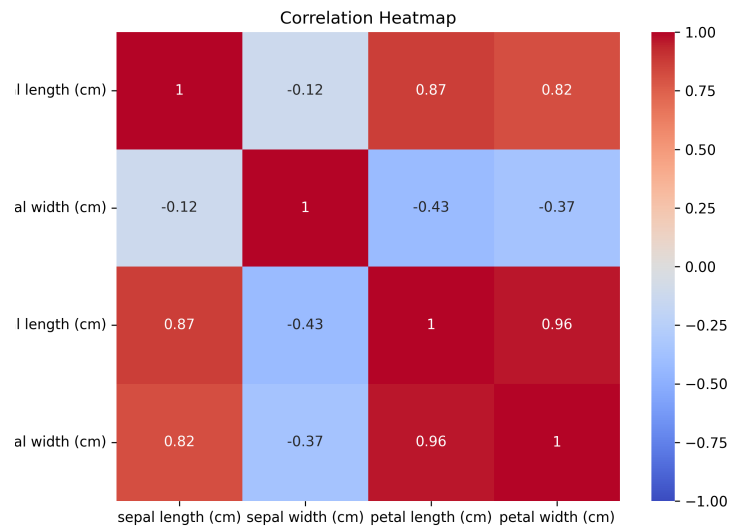 Correlation Heatmap
l length (cm) 1 -0.12 0.87 0.82
al width (cm) -0.12 1 -0.43 -0.37
l length (cm) 0.87 -0.43 1 0.96
al width (cm) 0.82 -0.37 0.96 1
sepal length (cm) sepal width (cm) petal length (cm) petal width (cm)
1.00
0.75
0.50
0.25
0.00
−0.25
−0.50
−0.75
−1.00